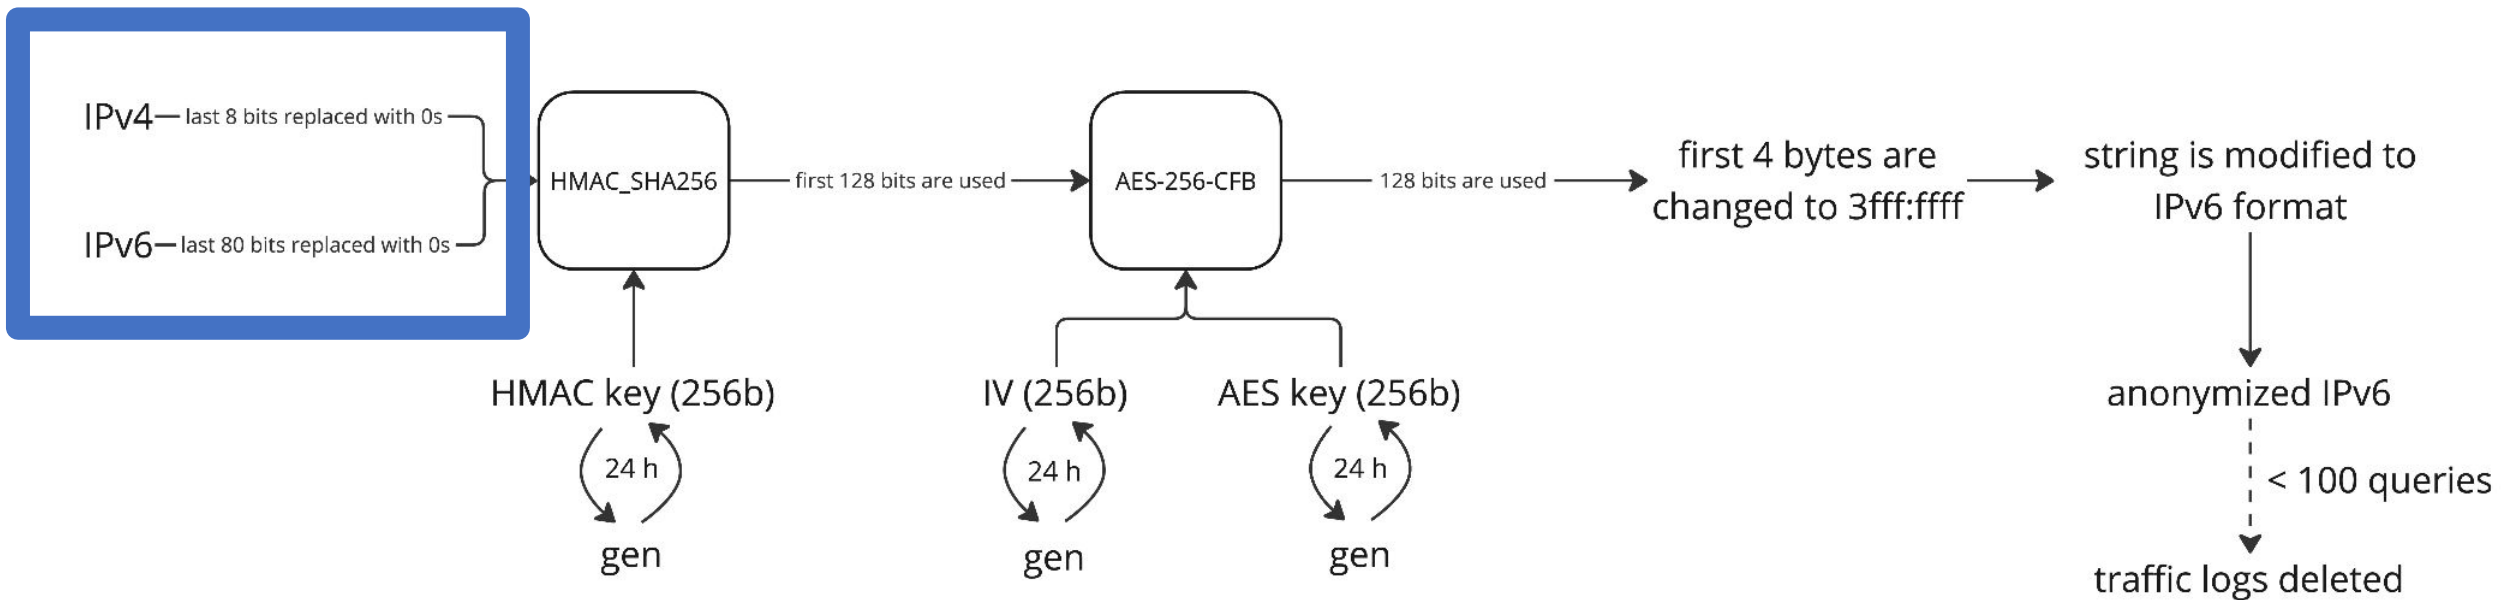 IPv4
last 8 bits replaced with 0s
IPv6
last 80 bits replaced with 0s
HMAC_SHA256
first 128 bits are used
AES-256-CFB
128 bits are used
first 4 bytes are
changed to 3fff:ffff
string is modified to
IPv6 format
HMAC key (256b)
24 h
gen
IV (256b)
24 h
gen
AES key (256b)
24 h
gen
anonymized IPv6
< 100 queries
traffic logs deleted